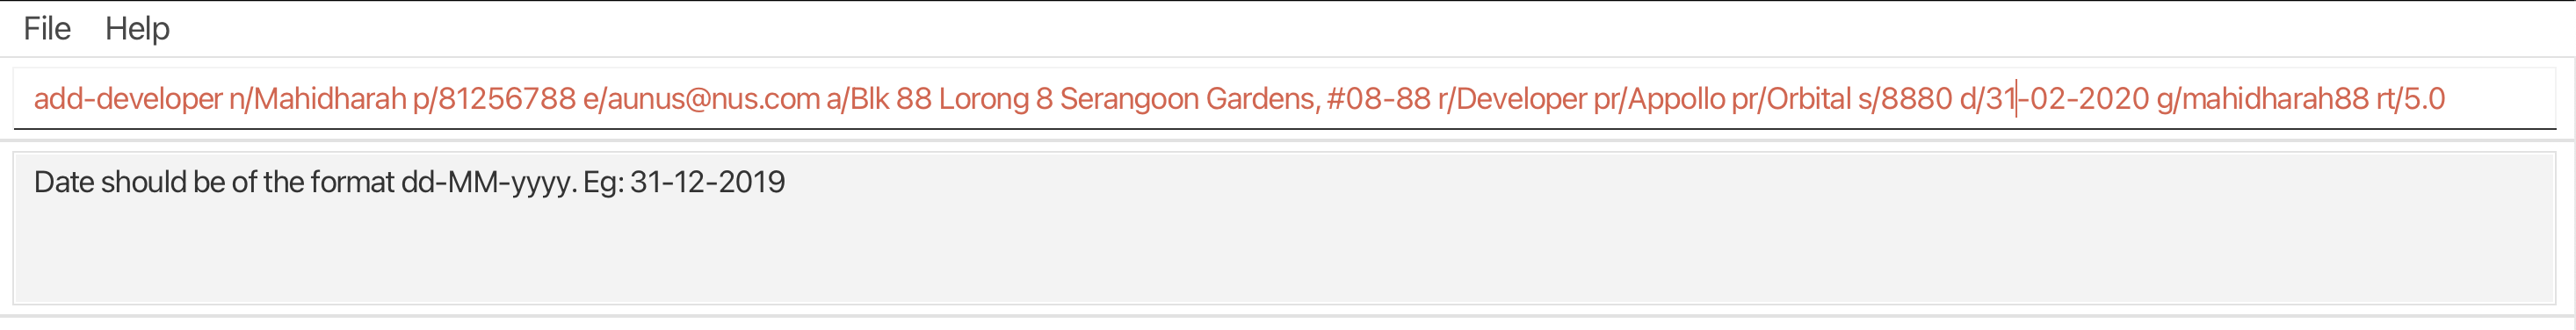 File Help
add-developer n/Mahidharah p/81256788 e/aunus@nus.com a/Blk 88 Lorong 8 Serangoon Gardens, #08-88 r/Developer pr/Appollo pr/Orbital s/8880 d/31-02-2020 g/mahidharah88 rt/5.0
Date should be of the format dd-MM-yyyy. Eg: 31-12-2019